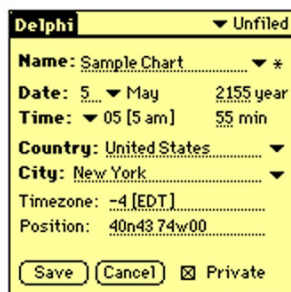 Delphi Unfiled
Name: Sample Chart *
Date: 5 May 2155 year
Time: 05 [5 am] 55 min
Country: United States
City: New York
Timezone: -4 [EDT]
Position: 40n43 74w00
Save Cancel Private